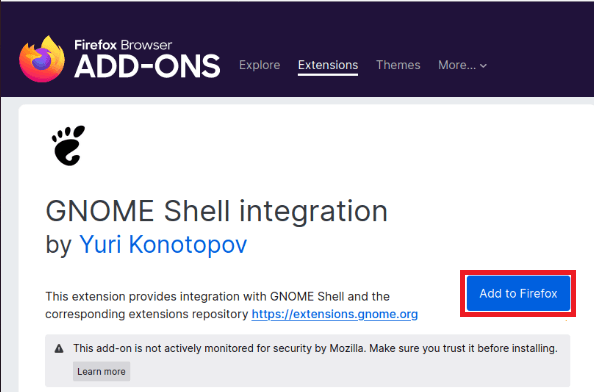 Firefox Browser
ADD-ONS
Explore Extensions Themes More...
GNOME Shell integration
by Yuri Konotopov
Add to Firefox
This extension provides integration with GNOME Shell and the
corresponding extensions repository https://extensions.gnome.org
This add-on is not actively monitored for security by Mozilla. Make sure you trust it before installing.
Learn more